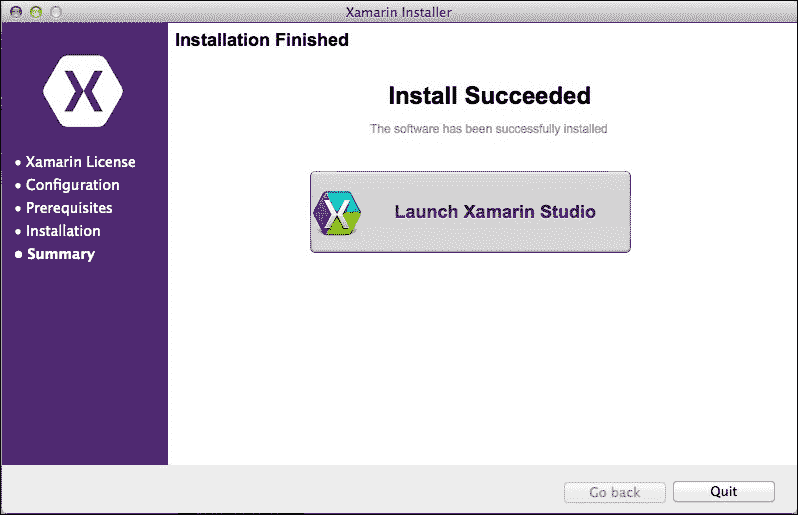 Xamarin Installer
Installation Finished
Install Succeeded
The software has been successfully installed
Launch Xamarin Studio
• Xamarin License
• Configuration
• Prerequisites
• Installation
• Summary
Go back
Quit